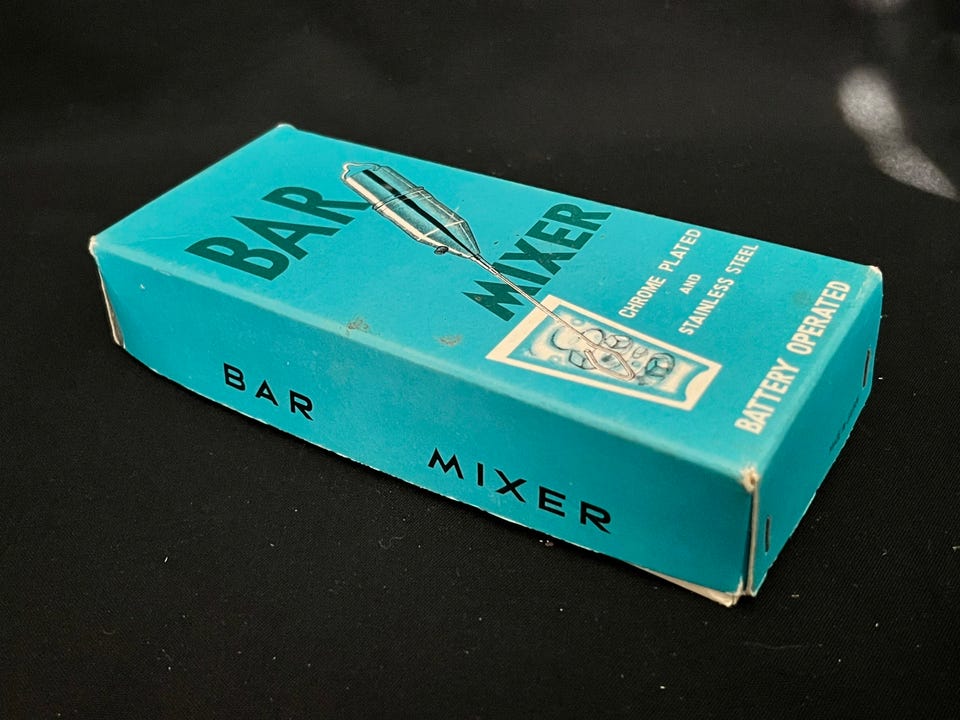 BAR
MIXER
CHROME PLATED
AND
STAINLESS STEEL
BATTERY OPERATED
BAR
MIXER